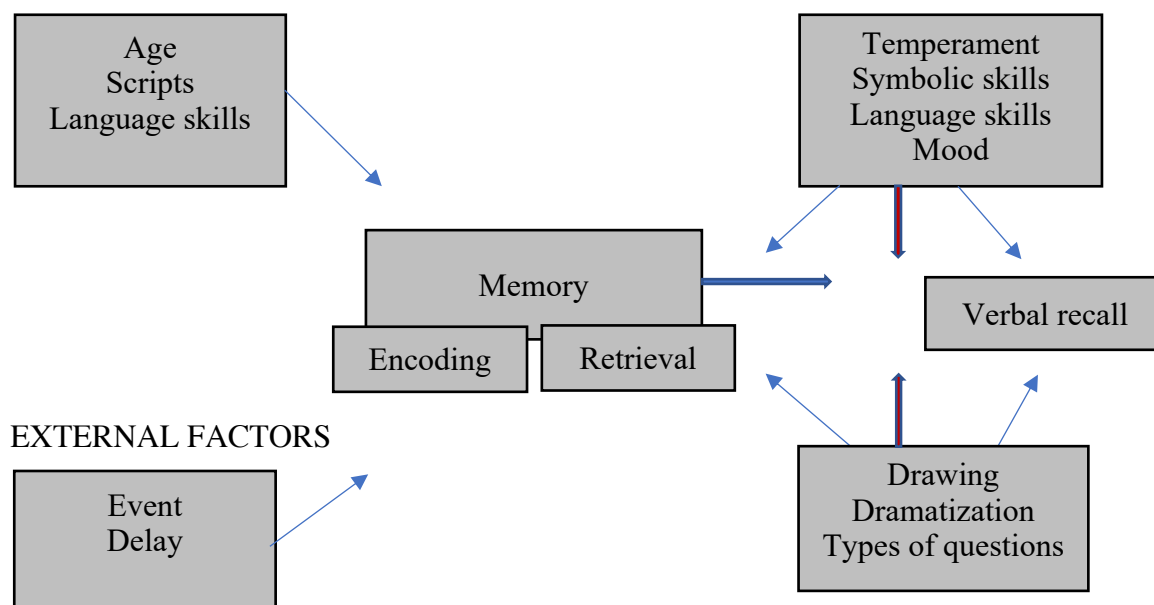 Age
Scripts
Language skills
Temperament
Symbolic skills
Language skills
Mood
Memory
Encoding
Retrieval
Verbal recall
EXTERNAL FACTORS
Event
Delay
Drawing
Dramatization
Types of questions